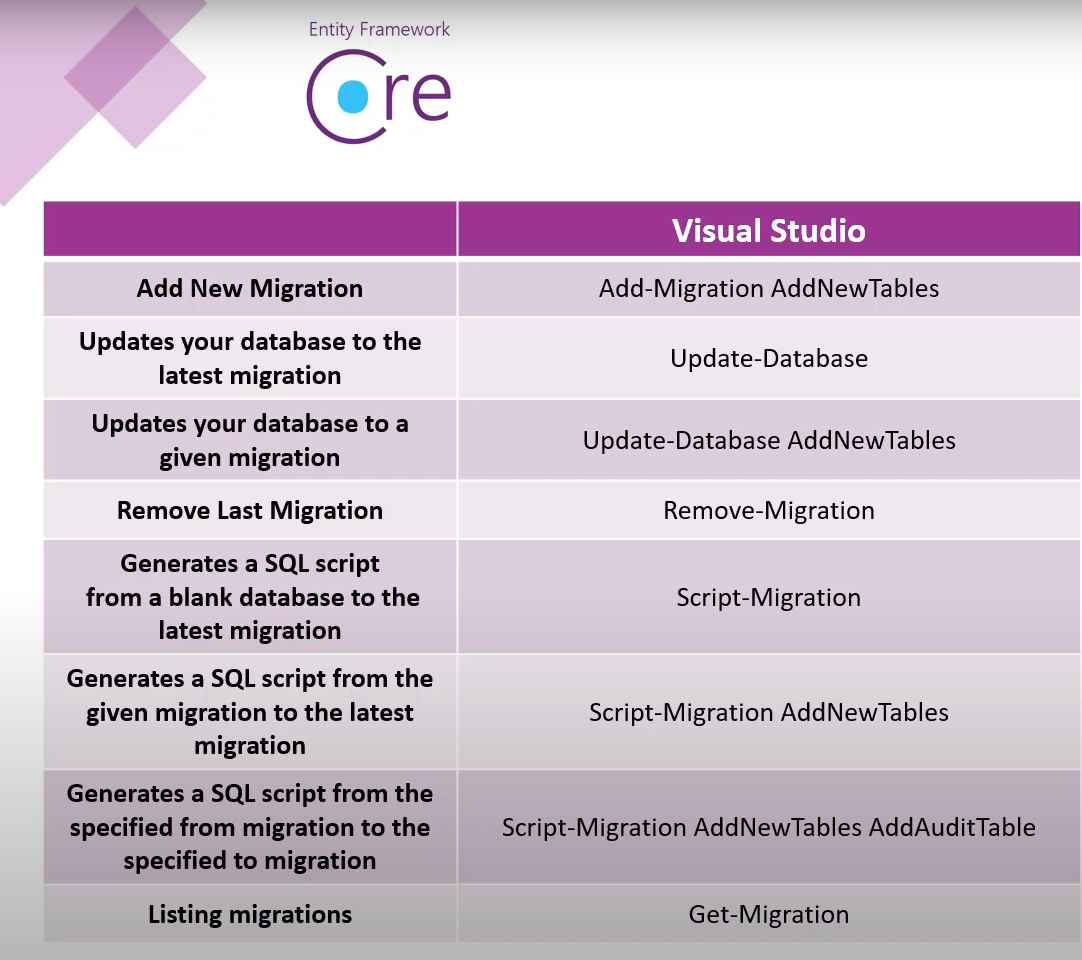 Entity Framework
Core
Visual Studio
Add New Migration
Add-Migration AddNewTables
Updates your database to the
latest migration
Update-Database
Updates your database to a
given migration
Update-Database AddNewTables
Remove Last Migration
Remove-Migration
Generates a SQL script
from a blank database to the
latest migration
Script-Migration
Generates a SQL script from the
given migration to the latest
migration
Script-Migration AddNewTables
Generates a SQL script from the
specified from migration to the
specified to migration
Script-Migration AddNewTables AddAuditTable
Listing migrations
Get-Migration